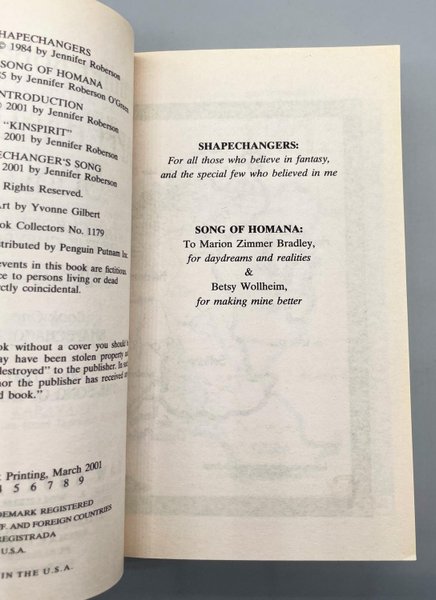 SHAPECHANGERS
© 1984 by Jennifer Roberson
SONG OF HOMANA
by Jennifer Roberson O'Green
INTRODUCTION
2001 by Jennifer Roberson
"KINSPIRIT"
2001 by Jennifer Roberson
ECHANGER'S SONG
2001 by Jennifer Roberson
Rights Reserved.
Art by Yvonne Gilbert
ok Collectors No. 1179
stributed by Penguin Putnam Inc.
events in this book are fictitious.
ce to persons living or dead
ctly coincidental.
ok without a cover you should
ay have been stolen property
estroyed" to the publisher. In
nor the publisher has received
d book."
Printing, March 2001
4 5 6 7 8 9
DEMARK REGISTERED
F. AND FOREIGN COUNTRIES
REGISTRADA
U.S.A.
IN THE U.S.A.
SHAPECHANGERS:
For all those who believe in fantasy,
and the special few who believed in me
SONG OF HOMANA:
To Marion Zimmer Bradley,
for daydreams and realities
&
Betsy Wollheim,
for making mine better